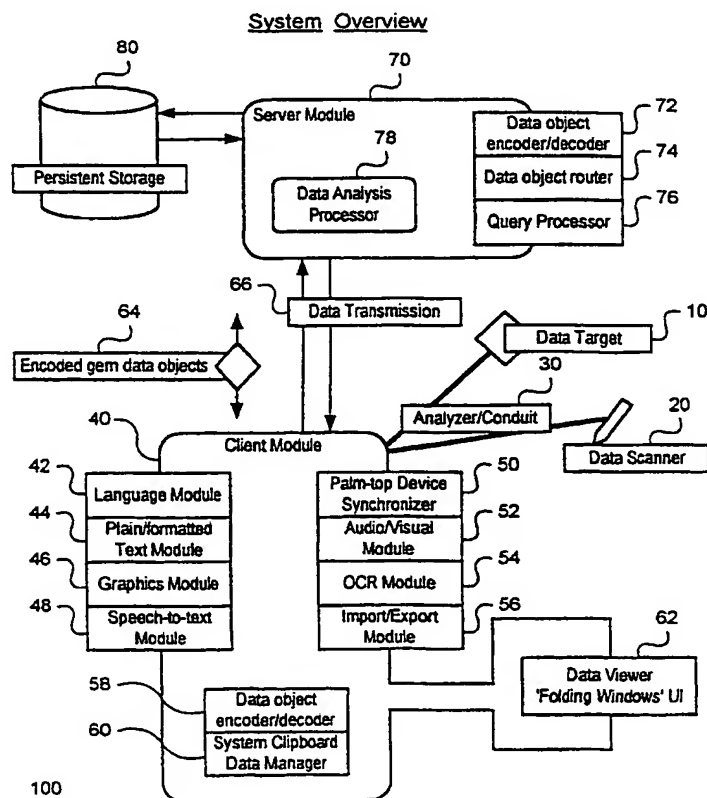 System Overview
80
70
Server Module
72
Data object
encoder/decoder
74
78
Persistent Storage
Data Analysis
Processor
Data object router
76
Query Processor
66
64
Data Transmission
10
Data Target
Encoded gem data objects
30
Analyzer/Conduit
20
40
Client Module
Data Scanner
42
50
Language Module
Palm-top Device
Synchronizer
44
52
Plain/formatted
Text Module
Audio/Visual
Module
46
54
Graphics Module
OCR Module
48
56
Speech-to-text
Module
Import/Export
Module
62
Data Viewer
'Folding Windows' UI
58
Data object
encoder/decoder
60
System Clipboard
Data Manager
100